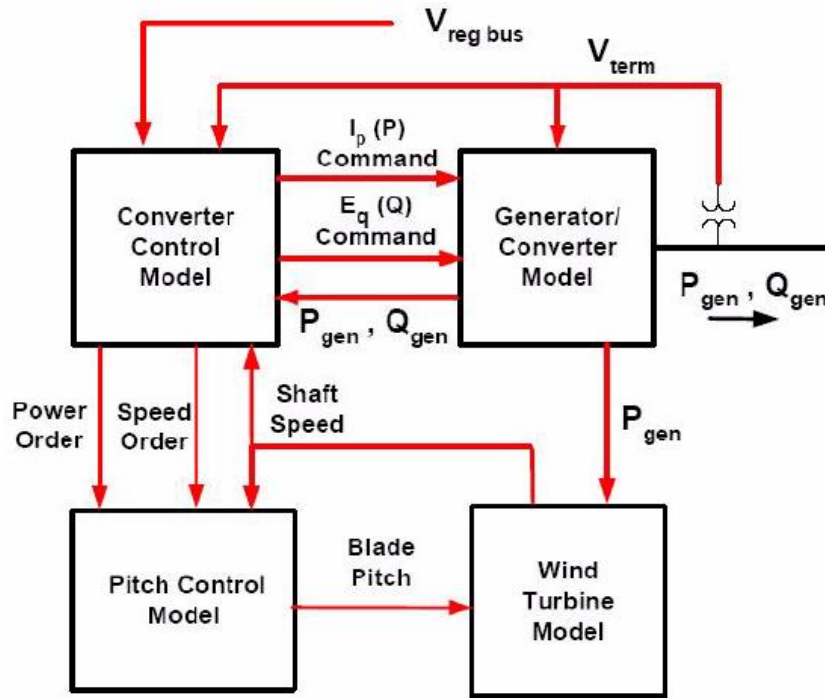 V_reg bus
V_term
I_p (P)
Command
E_q (Q)
Command
Converter
Control
Model
Generator/
Converter
Model
P_gen , Q_gen
P_gen , Q_gen
Power
Order
Speed
Order
Shaft
Speed
P_gen
Pitch Control
Model
Blade
Pitch
Wind
Turbine
Model